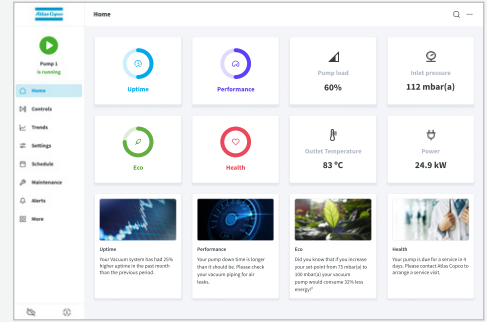 Atlas Copco
Home
Pump 1
is running
Home
Controls
Trends
Settings
Schedule
Maintenance
Alerts
More
Uptime
Performance
Pump load
60%
Inlet pressure
112 mbar(a)
Eco
Health
Outlet Temperature
83 °C
Power
24.9 kW
Uptime
Your Vacuum system has had 25%
higher uptime in the past month
than the previous period.
Performance
Your pump down time is longer
than it should be. Please check
your vacuum piping for air
leaks.
Eco
Did you know that if you increase
your set-point from 75 mbar(a) to
100 mbar(a) your vacuum
pump would consume 32% less
energy?
Health
Your pump is due for a service in 4
days. Please contact Atlas Copco to
arrange a service visit.